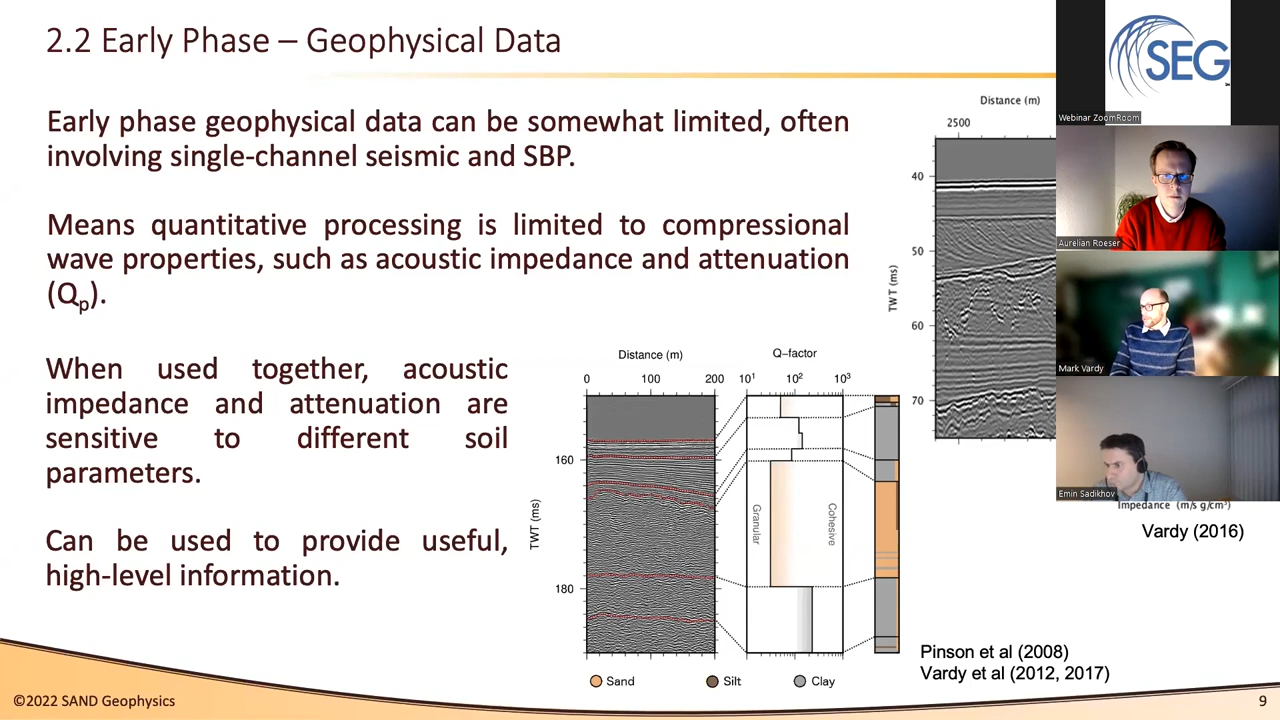 2.2 Early Phase – Geophysical Data
Early phase geophysical data can be somewhat limited, often
involving single-channel seismic and SBP.
Means quantitative processing is limited to compressional
wave properties, such as acoustic impedance and attenuation
(Qp).
When used together, acoustic
impedance and attenuation are
sensitive to different soil
parameters.
Can be used to provide useful,
high-level information.
Distance (m)
0 100 200
TWT (ms)
160
180
Q–factor
10¹ 10² 10³
Granular
Cohesive
Sand Silt Clay
Distance (m)
2500
TWT (ms)
40
50
60
70
Impedance (m/s g/cm³)
Vardy (2016)
Pinson et al (2008)
Vardy et al (2012, 2017)
SEG
Webinar ZoomRoom
Aurelian Roeser
Mark Vardy
Emin Sadikhov
©2022 SAND Geophysics
9